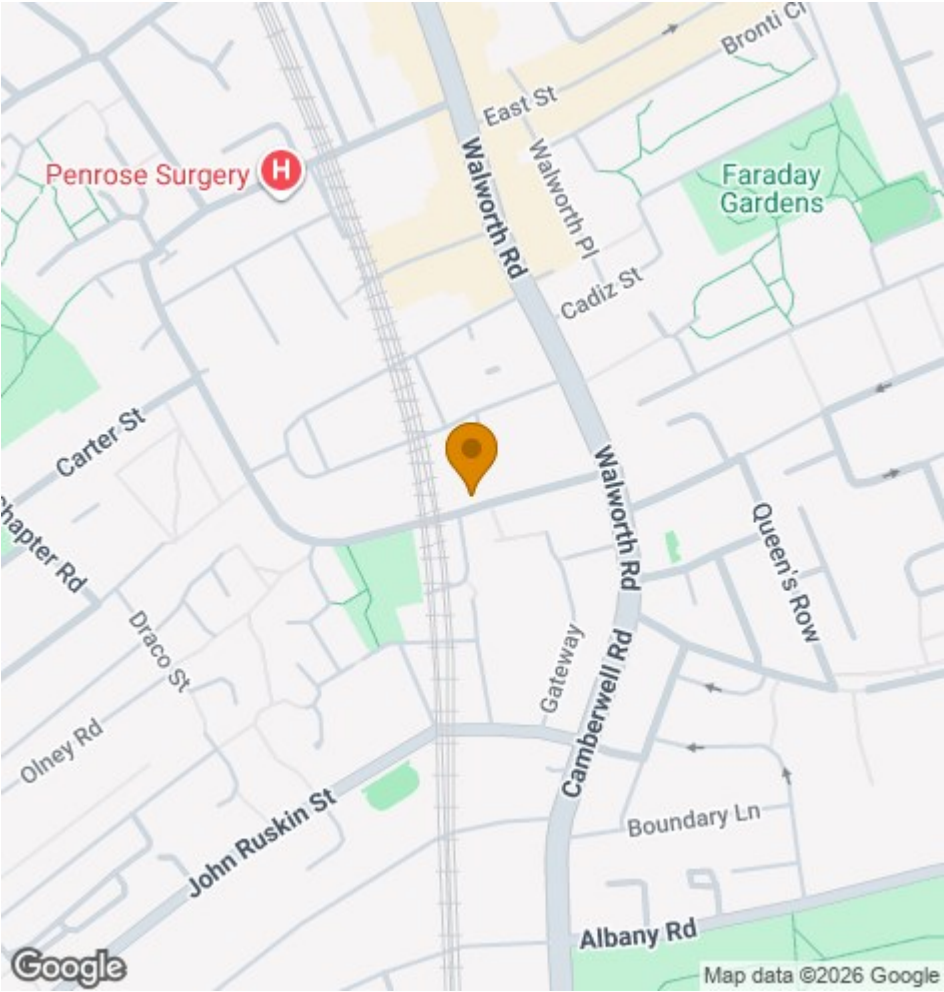 Bronti Cl
East St
Walworth Rd
Walworth Pl
Penrose Surgery
H
Faraday
Gardens
Cadiz St
Carter St
Chapter Rd
Walworth Rd
Queen's Row
Draco St
Gateway
Camberwell Rd
Olney Rd
John Ruskin St
Boundary Ln
Albany Rd
Google
Map data ©2026 Google